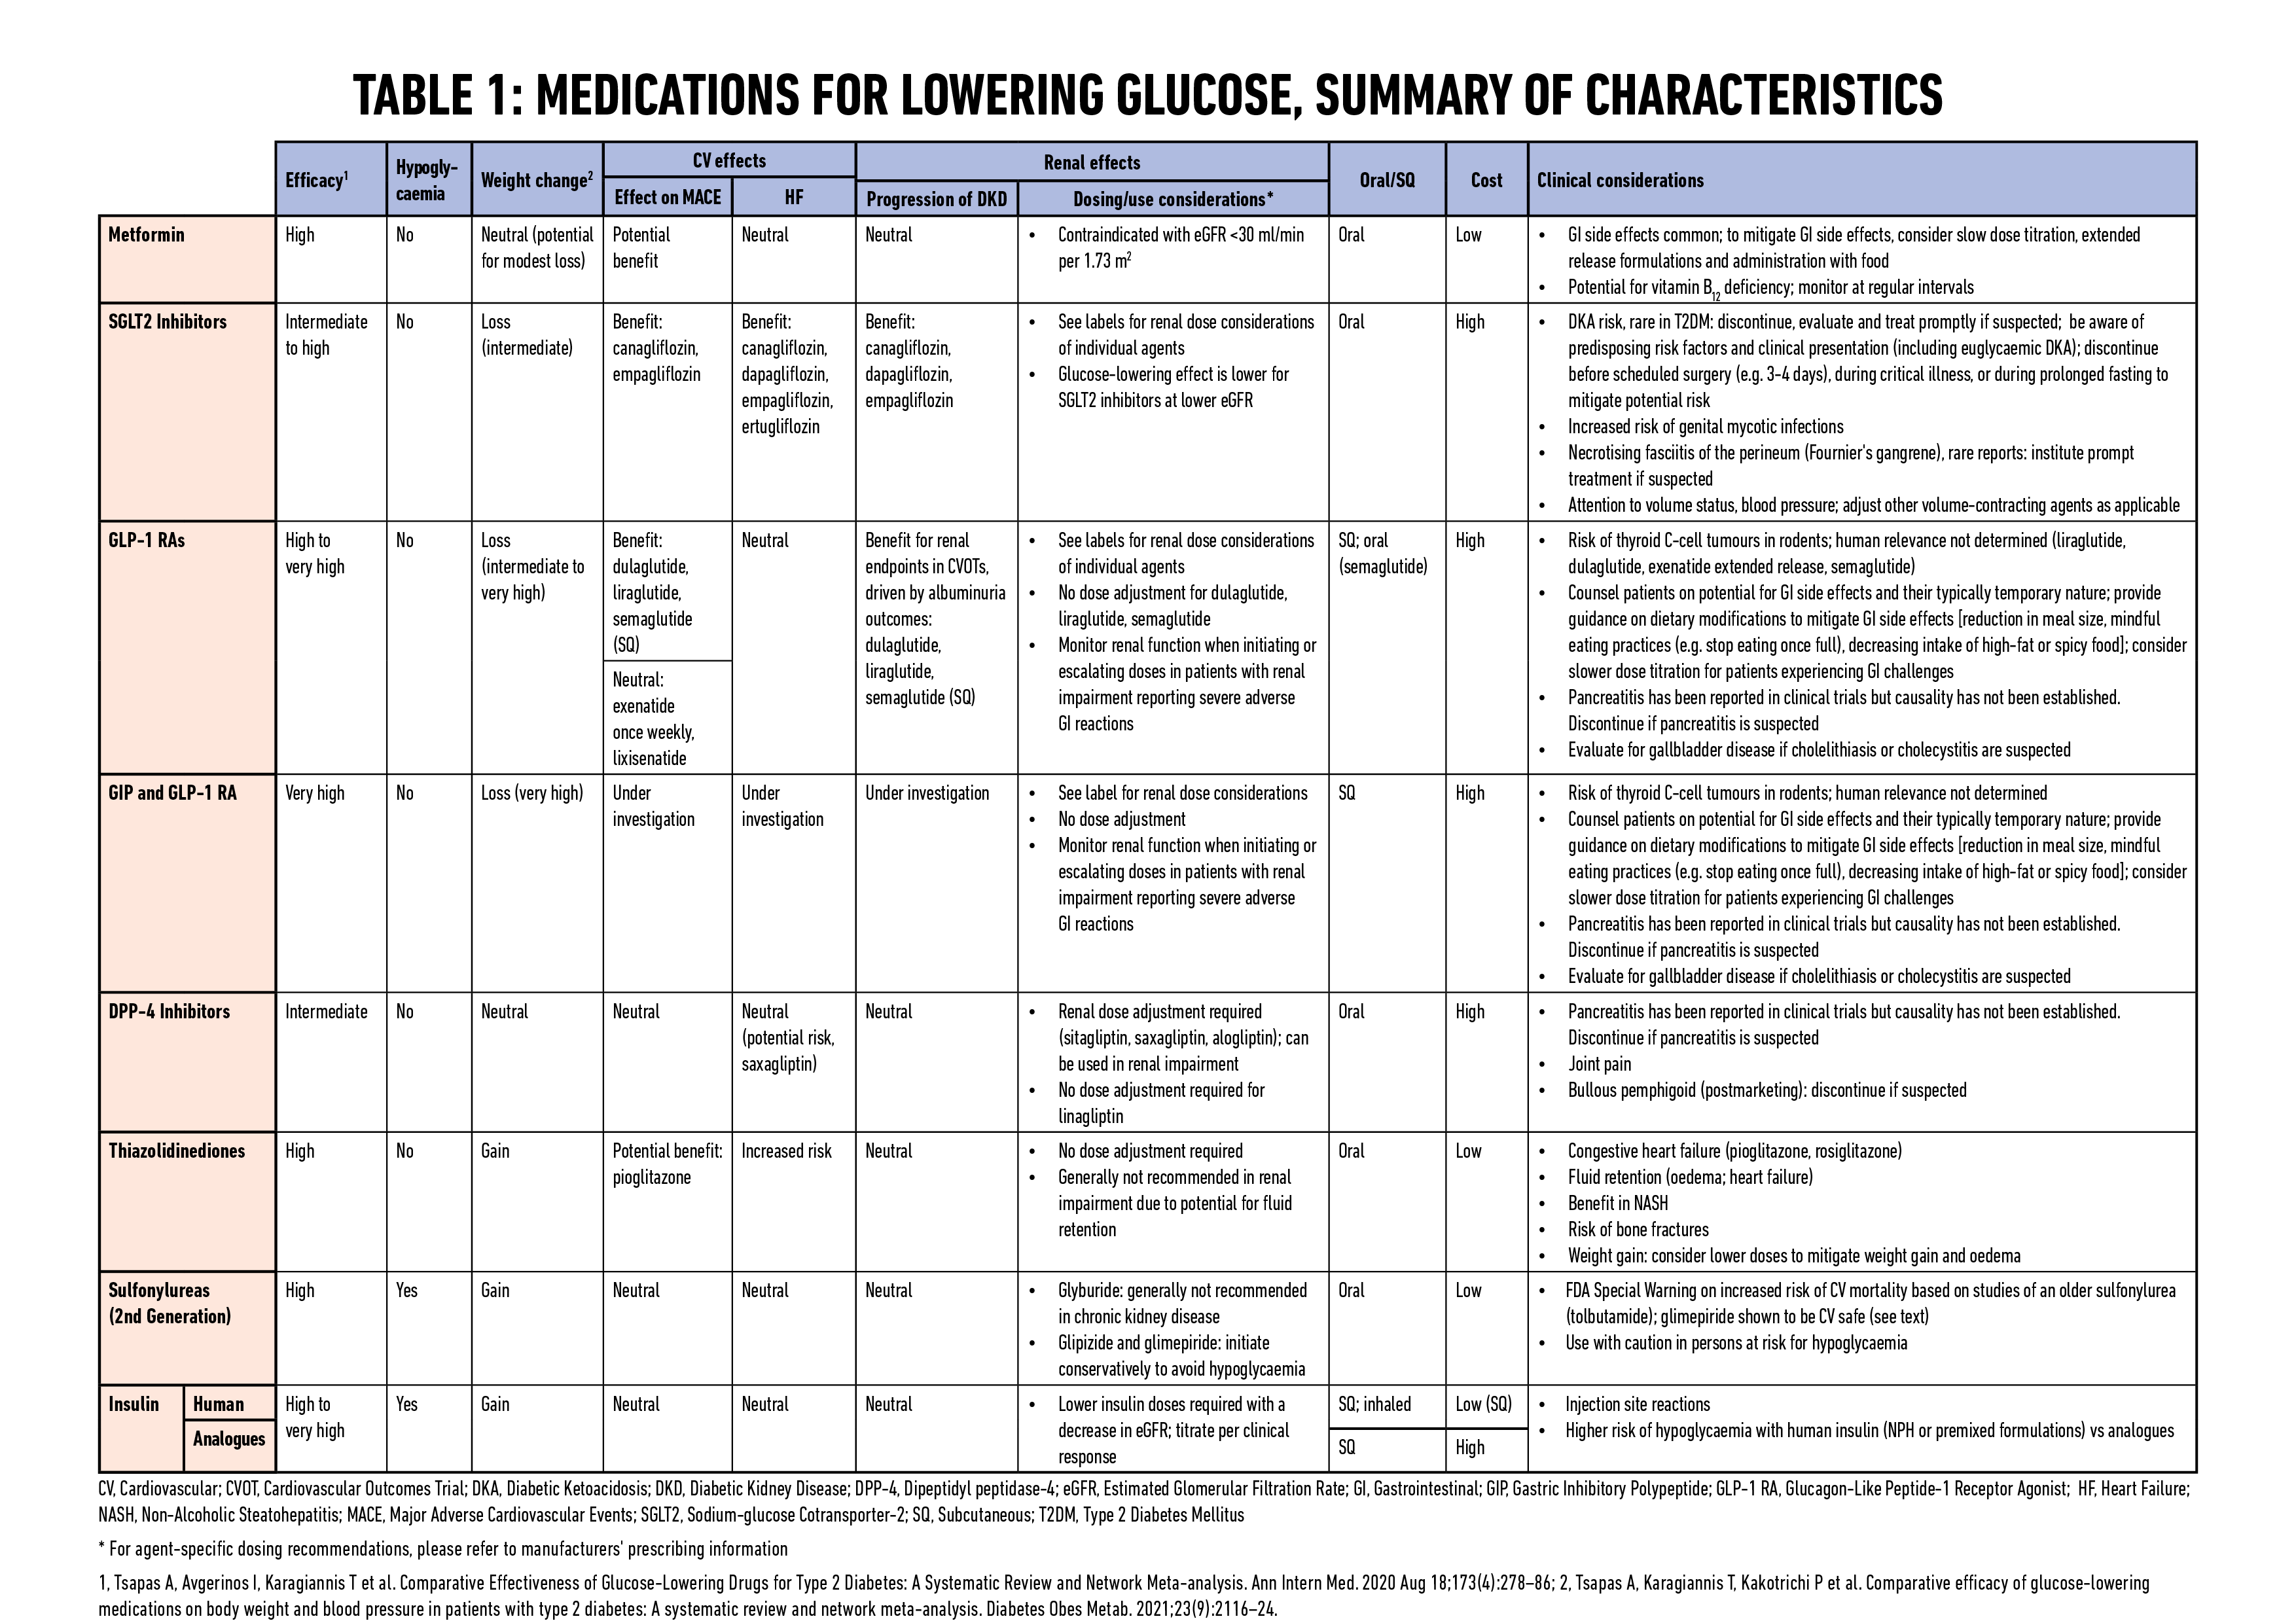 TABLE 1: MEDICATIONS FOR LOWERING GLUCOSE, SUMMARY OF CHARACTERISTICS
Efficacy1
Hypogly-
caemia
Weight change2
CV effects
Effect on MACE
HF
Renal effects
Progression of DKD
Dosing/use considerations*
Oral/SQ
Cost
Clinical considerations
Metformin
High
No
Neutral (potential
for modest loss)
Potential
benefit
Neutral
Neutral
• Contraindicated with eGFR <30 ml/min
per 1.73 m2
Oral
Low
• GI side effects common; to mitigate GI side effects, consider slow dose titration, extended
release formulations and administration with food
• Potential for vitamin B12 deficiency; monitor at regular intervals
SGLT2 Inhibitors
Intermediate
to high
No
Loss
(intermediate)
Benefit:
canagliflozin,
empagliflozin
Benefit:
canagliflozin,
dapagliflozin,
empagliflozin,
ertugliflozin
Benefit:
canagliflozin,
dapagliflozin,
empagliflozin
• See labels for renal dose considerations
of individual agents
• Glucose-lowering effect is lower for
SGLT2 inhibitors at lower eGFR
Oral
High
• DKA risk, rare in T2DM: discontinue, evaluate and treat promptly if suspected; be aware of
predisposing risk factors and clinical presentation (including euglycaemic DKA); discontinue
before scheduled surgery (e.g. 3-4 days), during critical illness, or during prolonged fasting to
mitigate potential risk
• Increased risk of genital mycotic infections
• Necrotising fasciitis of the perineum (Fournier's gangrene), rare reports: institute prompt
treatment if suspected
• Attention to volume status, blood pressure; adjust other volume-contracting agents as applicable
GLP-1 RAs
High to
very high
No
Loss
(intermediate to
very high)
Benefit:
dulaglutide,
liraglutide,
semaglutide
(SQ)
Neutral:
exenatide
once weekly,
lixisenatide
Neutral
Benefit for renal
endpoints in CVOTs,
driven by albuminuria
outcomes:
dulaglutide,
liraglutide,
semaglutide (SQ)
• See labels for renal dose considerations
of individual agents
• No dose adjustment for dulaglutide,
liraglutide, semaglutide
• Monitor renal function when initiating or
escalating doses in patients with renal
impairment reporting severe adverse
GI reactions
SQ; oral
(semaglutide)
High
• Risk of thyroid C-cell tumours in rodents; human relevance not determined (liraglutide,
dulaglutide, exenatide extended release, semaglutide)
• Counsel patients on potential for GI side effects and their typically temporary nature; provide
guidance on dietary modifications to mitigate GI side effects [reduction in meal size, mindful
eating practices (e.g. stop eating once full), decreasing intake of high-fat or spicy food]; consider
slower dose titration for patients experiencing GI challenges
• Pancreatitis has been reported in clinical trials but causality has not been established.
Discontinue if pancreatitis is suspected
• Evaluate for gallbladder disease if cholelithiasis or cholecystitis are suspected
GIP and GLP-1 RA
Very high
No
Loss (very high)
Under
investigation
Under
investigation
Under investigation
• See label for renal dose considerations
• No dose adjustment
• Monitor renal function when initiating or
escalating doses in patients with renal
impairment reporting severe adverse
GI reactions
SQ
High
• Risk of thyroid C-cell tumours in rodents; human relevance not determined
• Counsel patients on potential for GI side effects and their typically temporary nature; provide
guidance on dietary modifications to mitigate GI side effects [reduction in meal size, mindful
eating practices (e.g. stop eating once full), decreasing intake of high-fat or spicy food]; consider
slower dose titration for patients experiencing GI challenges
• Pancreatitis has been reported in clinical trials but causality has not been established.
Discontinue if pancreatitis is suspected
• Evaluate for gallbladder disease if cholelithiasis or cholecystitis are suspected
DPP-4 Inhibitors
Intermediate
No
Neutral
Neutral
Neutral
(potential risk,
saxagliptin)
Neutral
• Renal dose adjustment required
(sitagliptin, saxagliptin, alogliptin); can
be used in renal impairment
• No dose adjustment required for
linagliptin
Oral
High
• Pancreatitis has been reported in clinical trials but causality has not been established.
Discontinue if pancreatitis is suspected
• Joint pain
• Bullous pemphigoid (postmarketing): discontinue if suspected
Thiazolidinediones
High
No
Gain
Potential benefit:
pioglitazone
Increased risk
Neutral
• No dose adjustment required
• Generally not recommended in renal
impairment due to potential for fluid
retention
Oral
Low
• Congestive heart failure (pioglitazone, rosiglitazone)
• Fluid retention (oedema; heart failure)
• Benefit in NASH
• Risk of bone fractures
• Weight gain: consider lower doses to mitigate weight gain and oedema
Sulfonylureas
(2nd Generation)
High
Yes
Gain
Neutral
Neutral
Neutral
• Glyburide: generally not recommended
in chronic kidney disease
• Glipizide and glimepiride: initiate
conservatively to avoid hypoglycaemia
Oral
Low
• FDA Special Warning on increased risk of CV mortality based on studies of an older sulfonylurea
(tolbutamide); glimepiride shown to be CV safe (see text)
• Use with caution in persons at risk for hypoglycaemia
Insulin
Human
Analogues
High to
very high
Yes
Gain
Neutral
Neutral
Neutral
• Lower insulin doses required with a
decrease in eGFR; titrate per clinical
response
SQ; inhaled
Low (SQ)
SQ
High
• Injection site reactions
• Higher risk of hypoglycaemia with human insulin (NPH or premixed formulations) vs analogues
CV, Cardiovascular; CVOT, Cardiovascular Outcomes Trial; DKA, Diabetic Ketoacidosis; DKD, Diabetic Kidney Disease; DPP-4, Dipeptidyl peptidase-4; eGFR, Estimated Glomerular Filtration Rate; GI, Gastrointestinal; GIP, Gastric Inhibitory Polypeptide; GLP-1 RA, Glucagon-Like Peptide-1 Receptor Agonist; HF, Heart Failure;
NASH, Non-Alcoholic Steatohepatitis; MACE, Major Adverse Cardiovascular Events; SGLT2, Sodium-glucose Cotransporter-2; SQ, Subcutaneous; T2DM, Type 2 Diabetes Mellitus
* For agent-specific dosing recommendations, please refer to manufacturers' prescribing information
1, Tsapas A, Avgerinos I, Karagiannis T et al. Comparative Effectiveness of Glucose-Lowering Drugs for Type 2 Diabetes: A Systematic Review and Network Meta-analysis. Ann Intern Med. 2020 Aug 18;173(4):278–86; 2, Tsapas A, Karagiannis T, Kakotrichi P et al. Comparative efficacy of glucose-lowering
medications on body weight and blood pressure in patients with type 2 diabetes: A systematic review and network meta-analysis. Diabetes Obes Metab. 2021;23(9):2116–24.